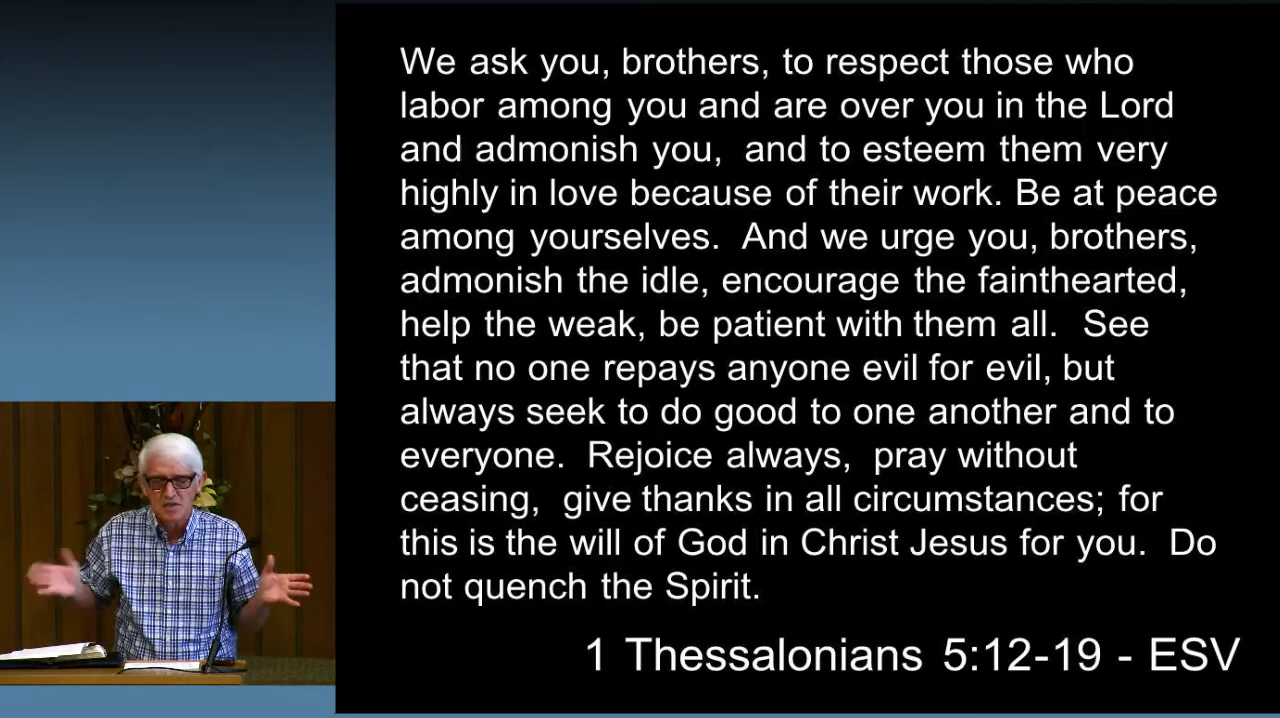 We ask you, brothers, to respect those who
labor among you and are over you in the Lord
and admonish you,  and to esteem them very
highly in love because of their work. Be at peace
among yourselves.  And we urge you, brothers,
admonish the idle, encourage the fainthearted,
help the weak, be patient with them all.  See
that no one repays anyone evil for evil, but
always seek to do good to one another and to
everyone.  Rejoice always,  pray without
ceasing,  give thanks in all circumstances; for
this is the will of God in Christ Jesus for you.  Do
not quench the Spirit.
1 Thessalonians 5:12-19 - ESV